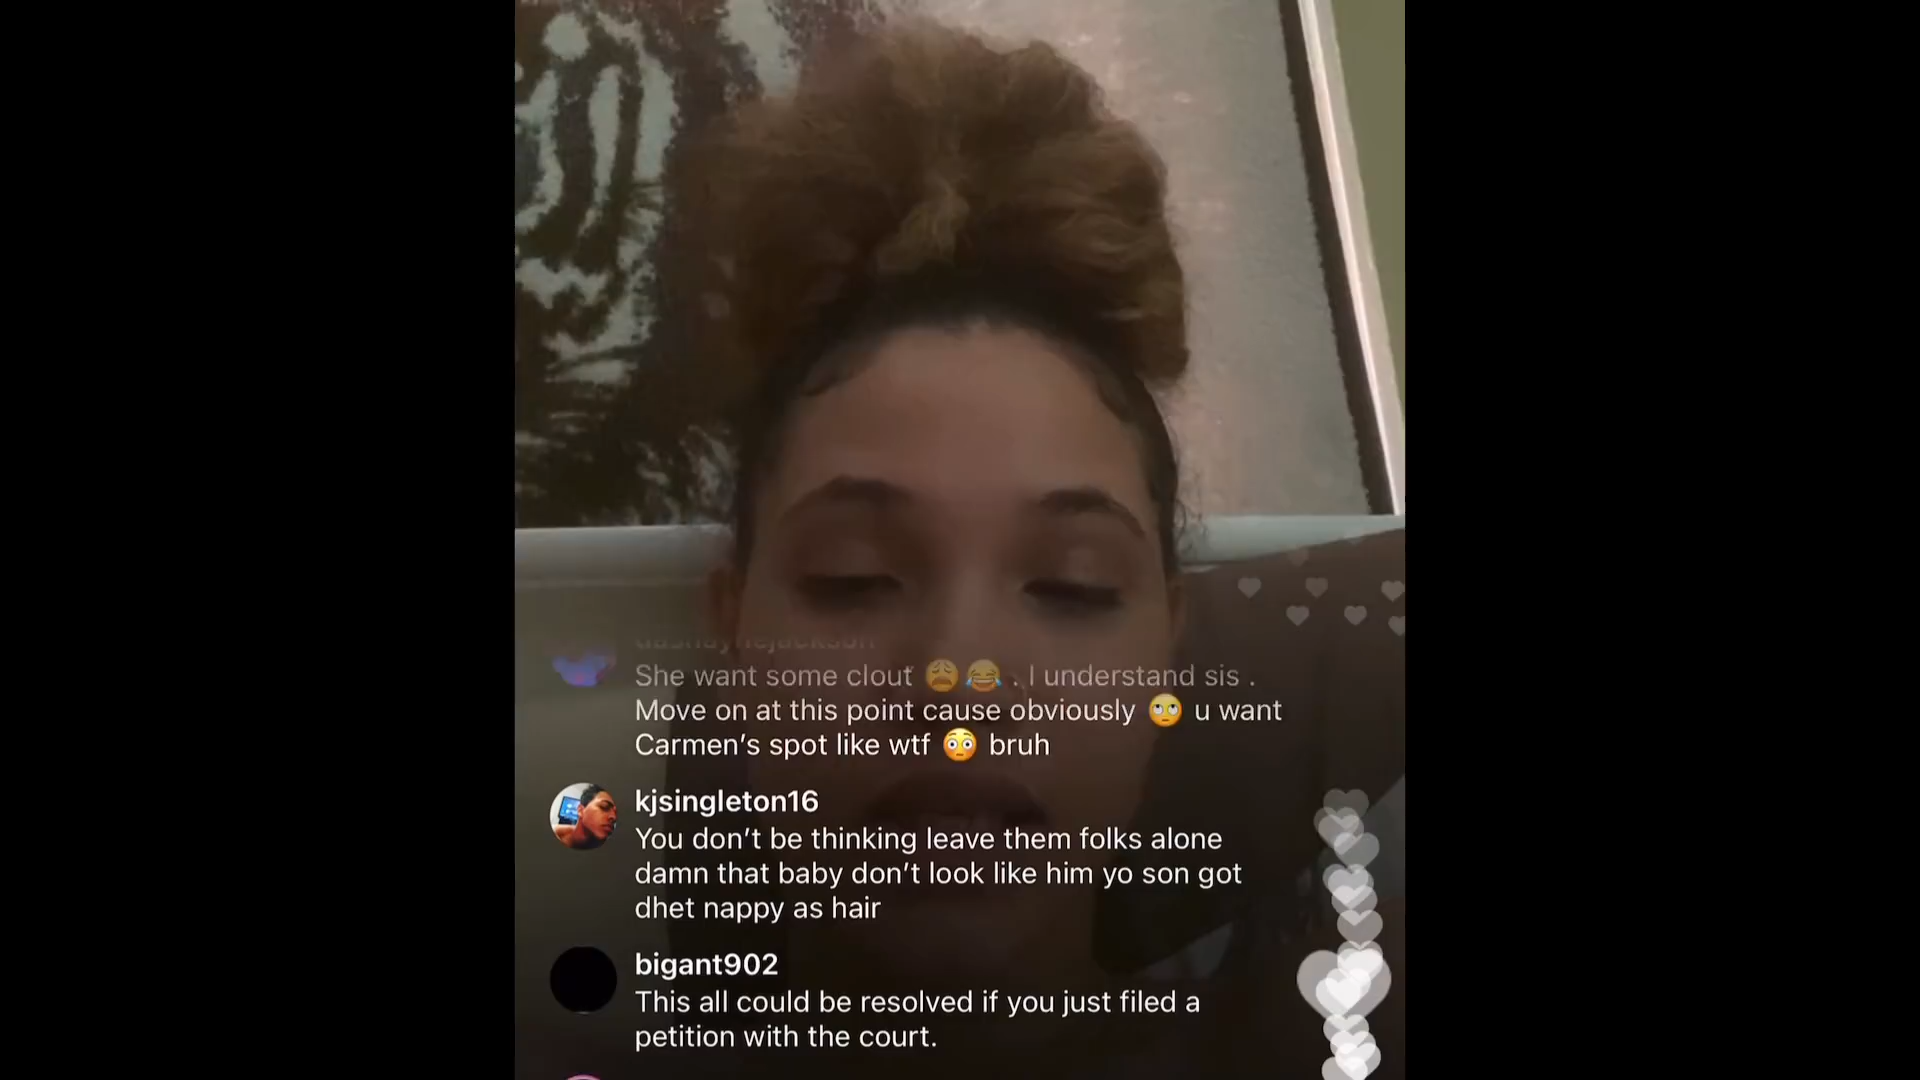 She want some clout 😩😂 . I understand sis .
Move on at this point cause obviously 🙄 u want
Carmen’s spot like wtf 😳 bruh
kjsingleton16
You don’t be thinking leave them folks alone
damn that baby don’t look like him yo son got
dhet nappy as hair
bigant902
This all could be resolved if you just filed a
petition with the court.